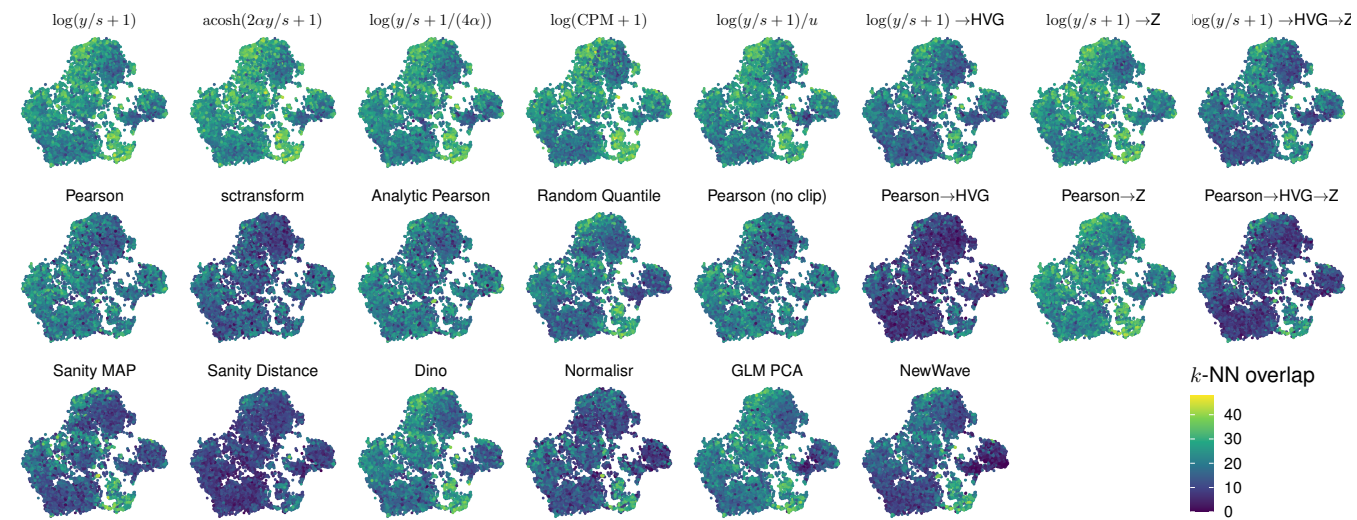 log(y/s + 1) acosh(2αy/s + 1) log(y/s + 1/(4α)) log(CPM + 1) log(y/s + 1)/u log(y/s + 1) →HVG log(y/s + 1) →Z log(y/s + 1) →HVG→Z
Pearson sctransform Analytic Pearson Random Quantile Pearson (no clip) Pearson→HVG Pearson→Z Pearson→HVG→Z
Sanity MAP Sanity Distance Dino Normalisr GLM PCA NewWave
k-NN overlap
40
30
20
10
0